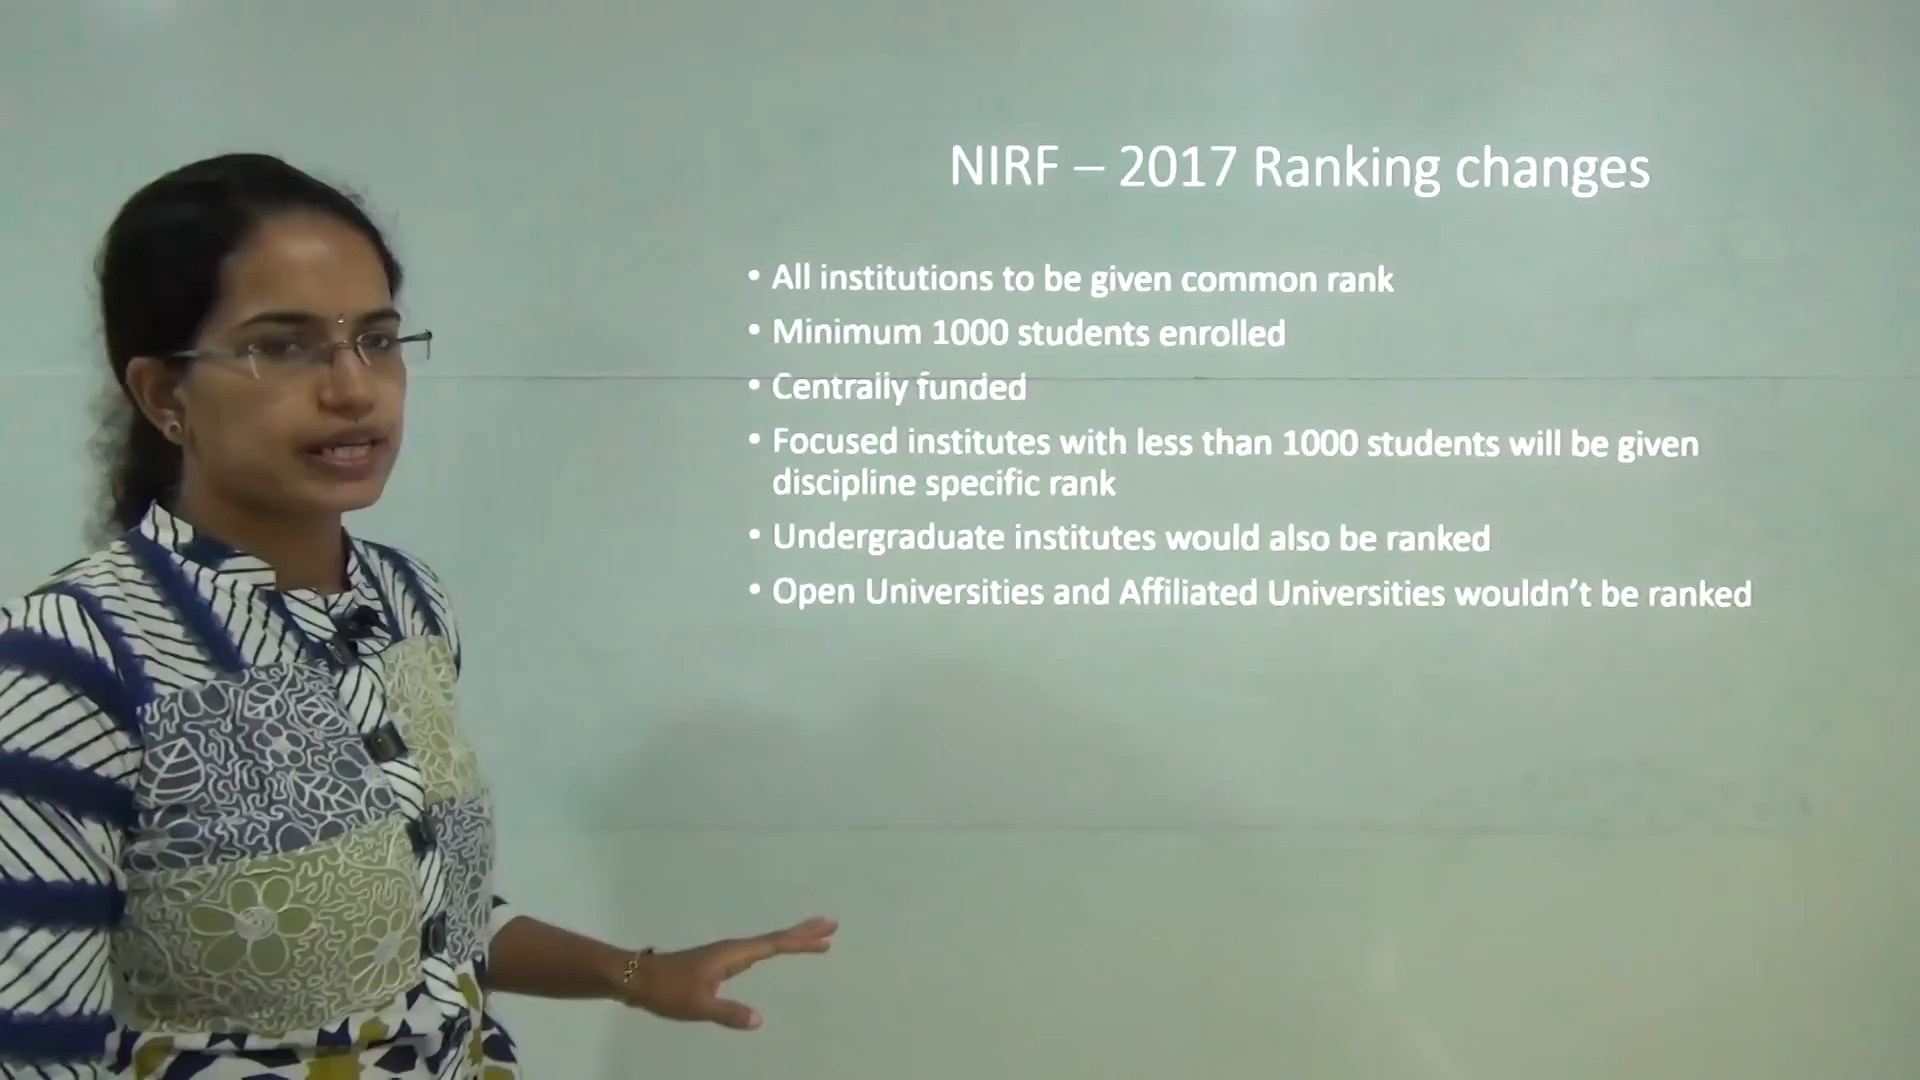 NIRF – 2017 Ranking changes
• All institutions to be given common rank
• Minimum 1000 students enrolled
• Centrally funded
• Focused institutes with less than 1000 students will be given
discipline specific rank
• Undergraduate institutes would also be ranked
• Open Universities and Affiliated Universities wouldn’t be ranked